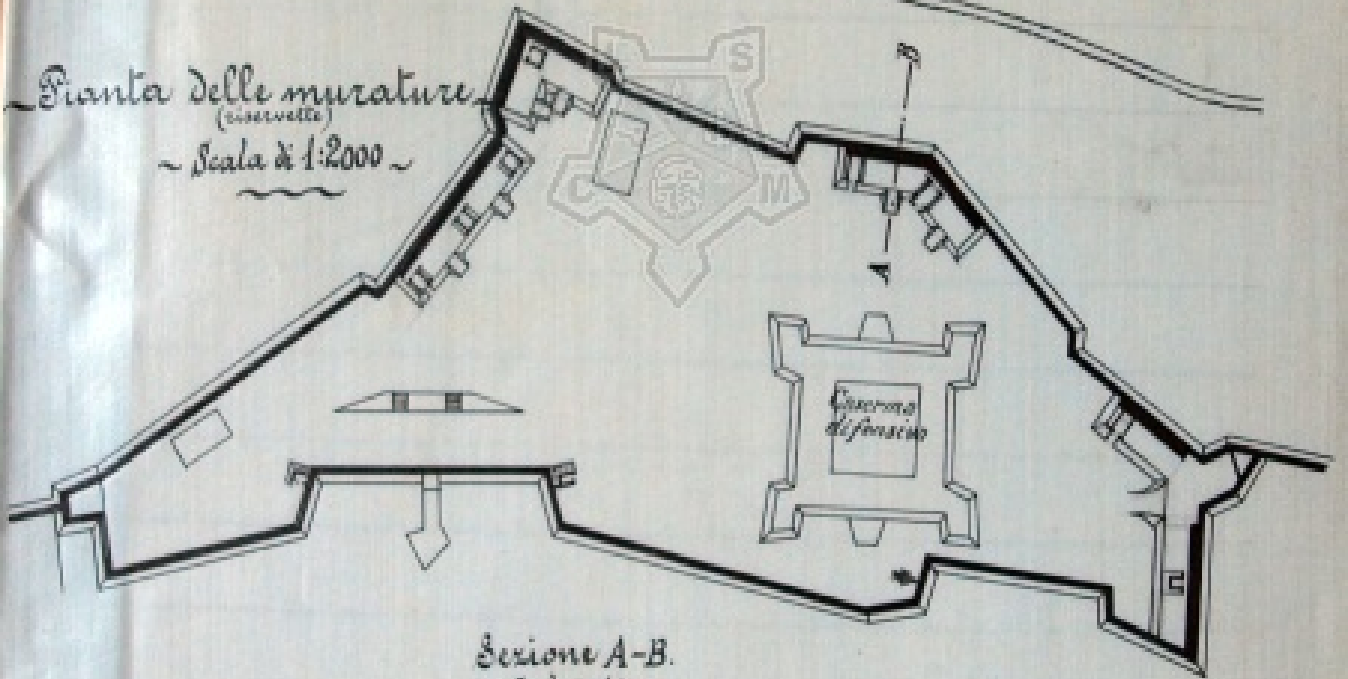 Pianta delle murature
(riservette)
Scala di 1:2000
I S
C M
B
A
Caserma
difensiva
Sezione A-B.